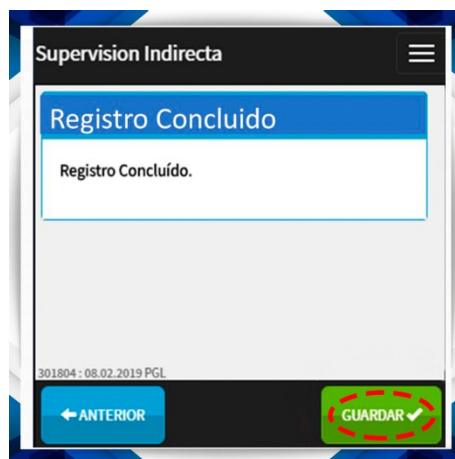 Supervision Indirecta
Registro Concluido
Registro Concluído.
301804 : 08.02.2019 PGL
ANTERIOR
GUARDAR